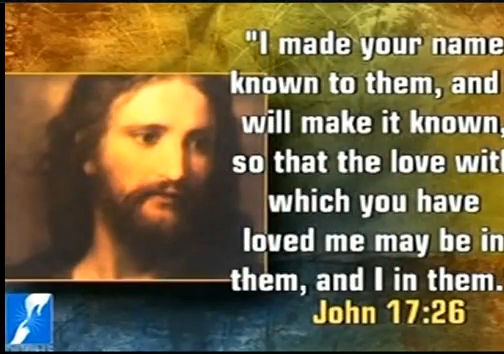 "I made your name
known to them, and
will make it known.
so that the love wit
which you have
loved me may be in
them, and I in them.
John 17:26